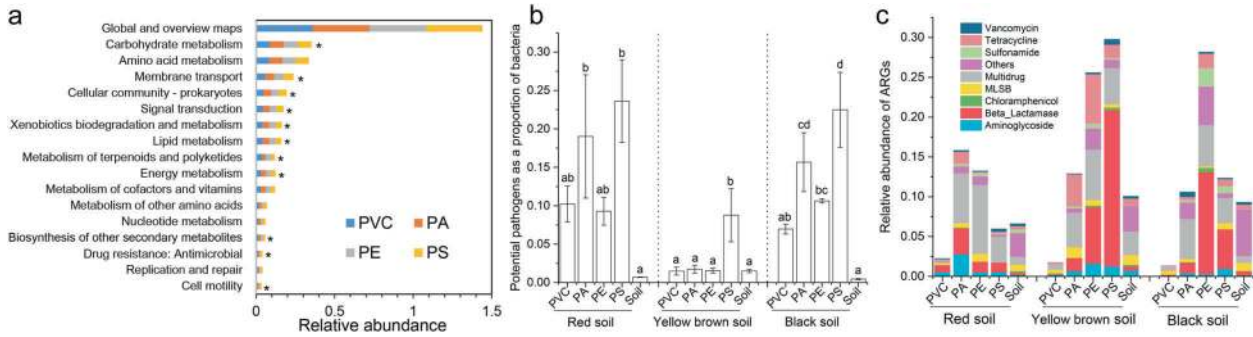 a
Global and overview maps
Carbohydrate metabolism
*
Amino acid metabolism
Membrane transport
*
Cellular community - prokaryotes
*
Signal transduction
*
Xenobiotics biodegradation and metabolism
*
Lipid metabolism
*
Metabolism of terpenoids and polyketides
*
Energy metabolism
*
Metabolism of cofactors and vitamins
Metabolism of other amino acids
Nucleotide metabolism
Biosynthesis of other secondary metabolites
*
Drug resistance: Antimicrobial
*
Replication and repair
Cell motility
*
PVC PA
PE PS
0 0.5 1 1.5
Relative abundance
b
Potential pathogens as a proportion of bacteria
0.30
0.25
0.20
0.15
0.10
0.05
0.00
ab b ab b a
a a a b a
ab cd bc d a
PVC PA PE PS Soil PVC PA PE PS Soil PVC PA PE PS Soil
Red soil Yellow brown soil Black soil
c
Relative abundance of ARGs
0.30
0.25
0.20
0.15
0.10
0.05
0.00
Vancomycin
Tetracycline
Sulfonamide
Others
Multidrug
MLSB
Chloramphenicol
Beta_Lactamase
Aminoglycoside
PVC PA PE PS Soil PVC PA PE PS Soil PVC PA PE PS Soil
Red soil Yellow brown soil Black soil